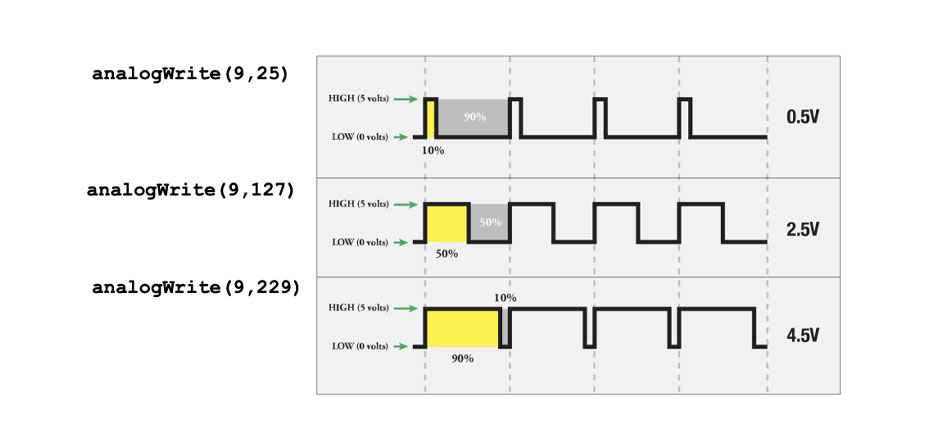 analogWrite(9,25)
HIGH (5 volts)
90%
0.5V
LOW (0 volts)
10%
analogWrite(9,127)
HIGH (5 volts)
50%
2.5V
LOW (0 volts)
50%
analogWrite(9,229)
10%
HIGH (5 volts)
4.5V
LOW (0 volts)
90%